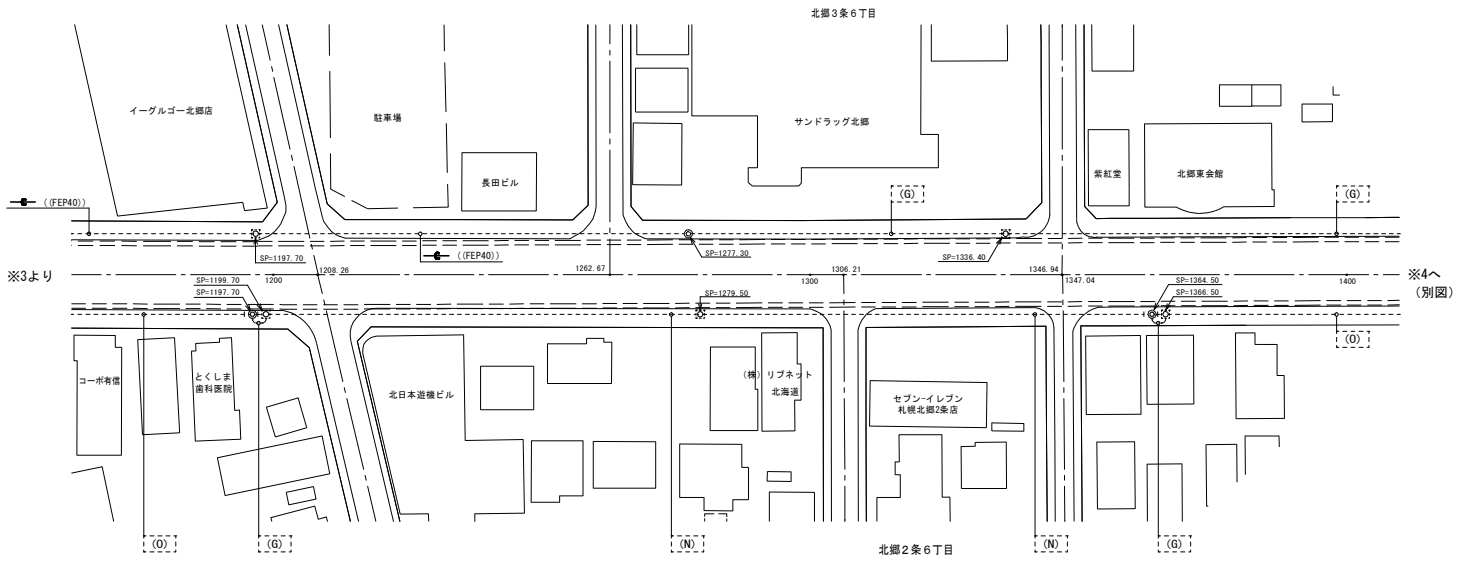 北郷3条6丁目
イーグルゴー北郷店
駐車場
サンドラッグ北郷
長田ビル
紫紅堂
北郷東会館
((FEP40))
(G)
(G)
SP=1197.70
((FEP40))
SP=1277.30
SP=1336.40
※3より
1200
1208.26
1262.67
1300
1306.21
1346.94
1347.04
1400
※4へ
(別図)
SP=1199.70
SP=1197.70
SP=1279.50
SP=1364.50
SP=1366.50
(O)
コーポ有信
とくしま
歯科医院
北日本遊機ビル
(株) リブネット
北海道
セブン-イレブン
札幌北郷2条店
(O)
(G)
(N)
北郷2条6丁目
(N)
(G)